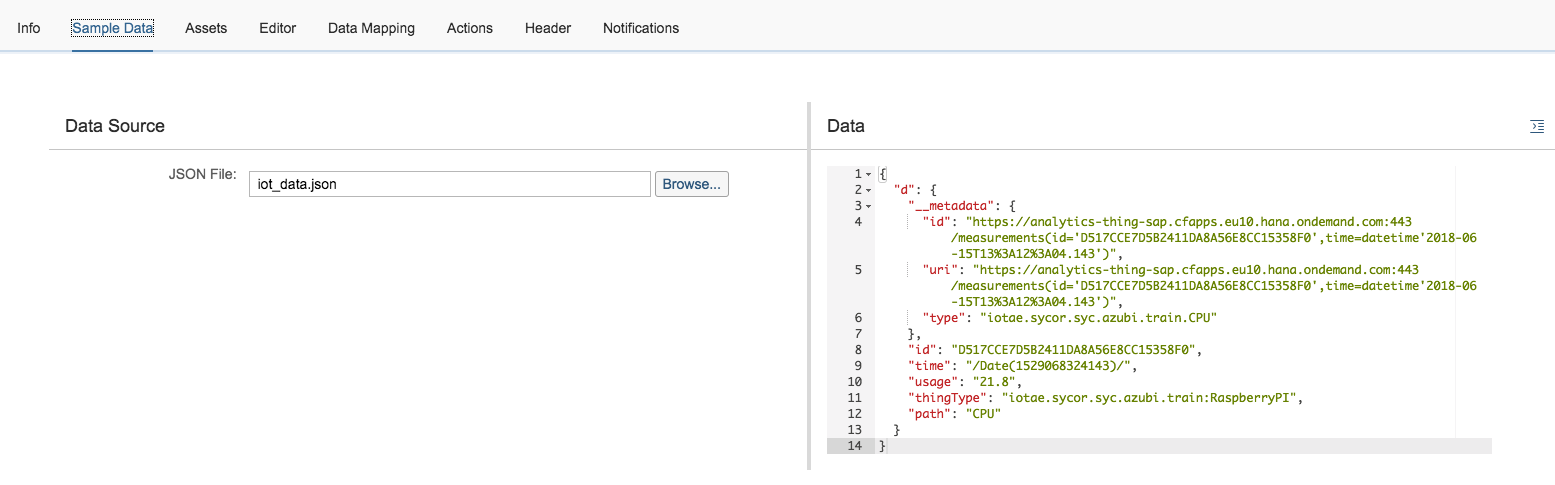 Info Sample Data Assets Editor Data Mapping Actions Header Notifications
Data Source
JSON File: iot_data.json Browse...
Data
1 {
2 "d": {
3 "__metadata": {
4 "id": "https://analytics-thing-sap.cfapps.eu10.hana.ondemand.com:443
/measurements(id='D517CCE7D5B2411DA8A56E8CC15358F0',time=datetime'2018-06
-15T13%3A12%3A04.143')",
5 "uri": "https://analytics-thing-sap.cfapps.eu10.hana.ondemand.com:443
/measurements(id='D517CCE7D5B2411DA8A56E8CC15358F0',time=datetime'2018-06
-15T13%3A12%3A04.143')",
6 "type": "iotae.sycor.syc.azubi.train.CPU"
7 },
8 "id": "D517CCE7D5B2411DA8A56E8CC15358F0",
9 "time": "/Date(1529068324143)/",
10 "usage": "21.8",
11 "thingType": "iotae.sycor.syc.azubi.train:RaspberryPI",
12 "path": "CPU"
13 }
14 }